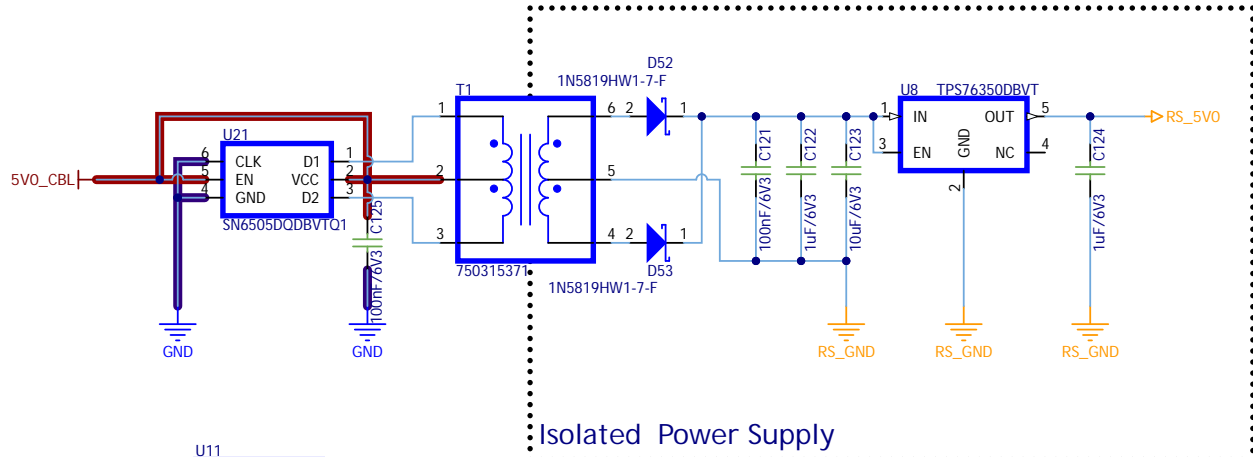 D52
1N5819HW1-7-F
T1
U8 TPS76350DBVT
U21
1
6 2
1
1
5
IN
OUT
RS_5V0
6
CLK
D1
1
5V0_CBL
5
EN
VCC
2
2
5
3
EN
GND
NC
4
4
GND
D2
3
2
SN6505DQDBVTQ1
C125
100nF/6V3
3
4 2
1
C121
100nF/6V3
C122
1uF/6V3
C123
10uF/6V3
C124
1uF/6V3
750315371
D53
1N5819HW1-7-F
GND
GND
RS_GND
RS_GND
RS_GND
Isolated Power Supply
U11